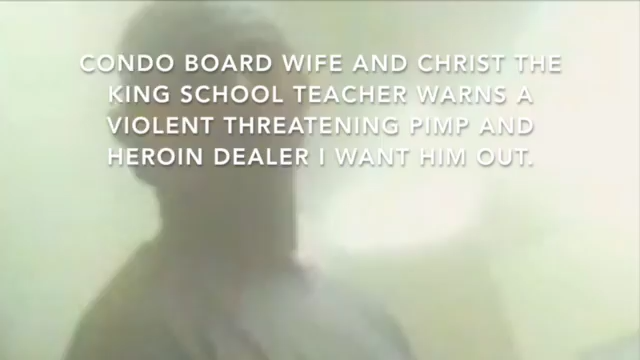 CONDO BOARD WIFE AND CHRIST THE
KING SCHOOL TEACHER WARNS A
VIOLENT THREATENING PIMP AND
HEROIN DEALER I WANT HIM OUT.